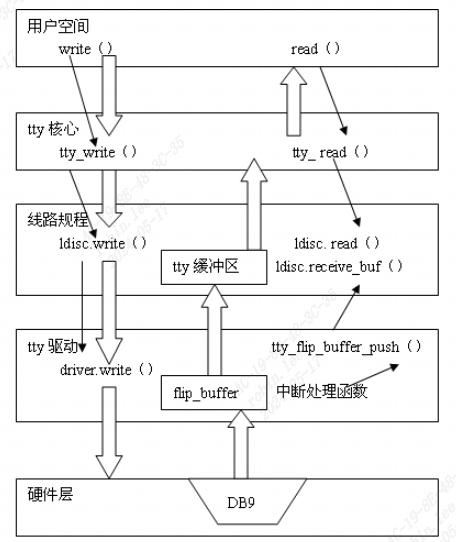 用户空间
write（） read（）
tty 核心
tty_write（） tty_ read（）
线路规程
ldisc.write（） ldisc. read（）
tty 缓冲区 ldisc.receive_buf（）
tty 驱动 tty_flip_buffer_push（）
driver.write（）
flip_buffer 中断处理函数
硬件层
DB9